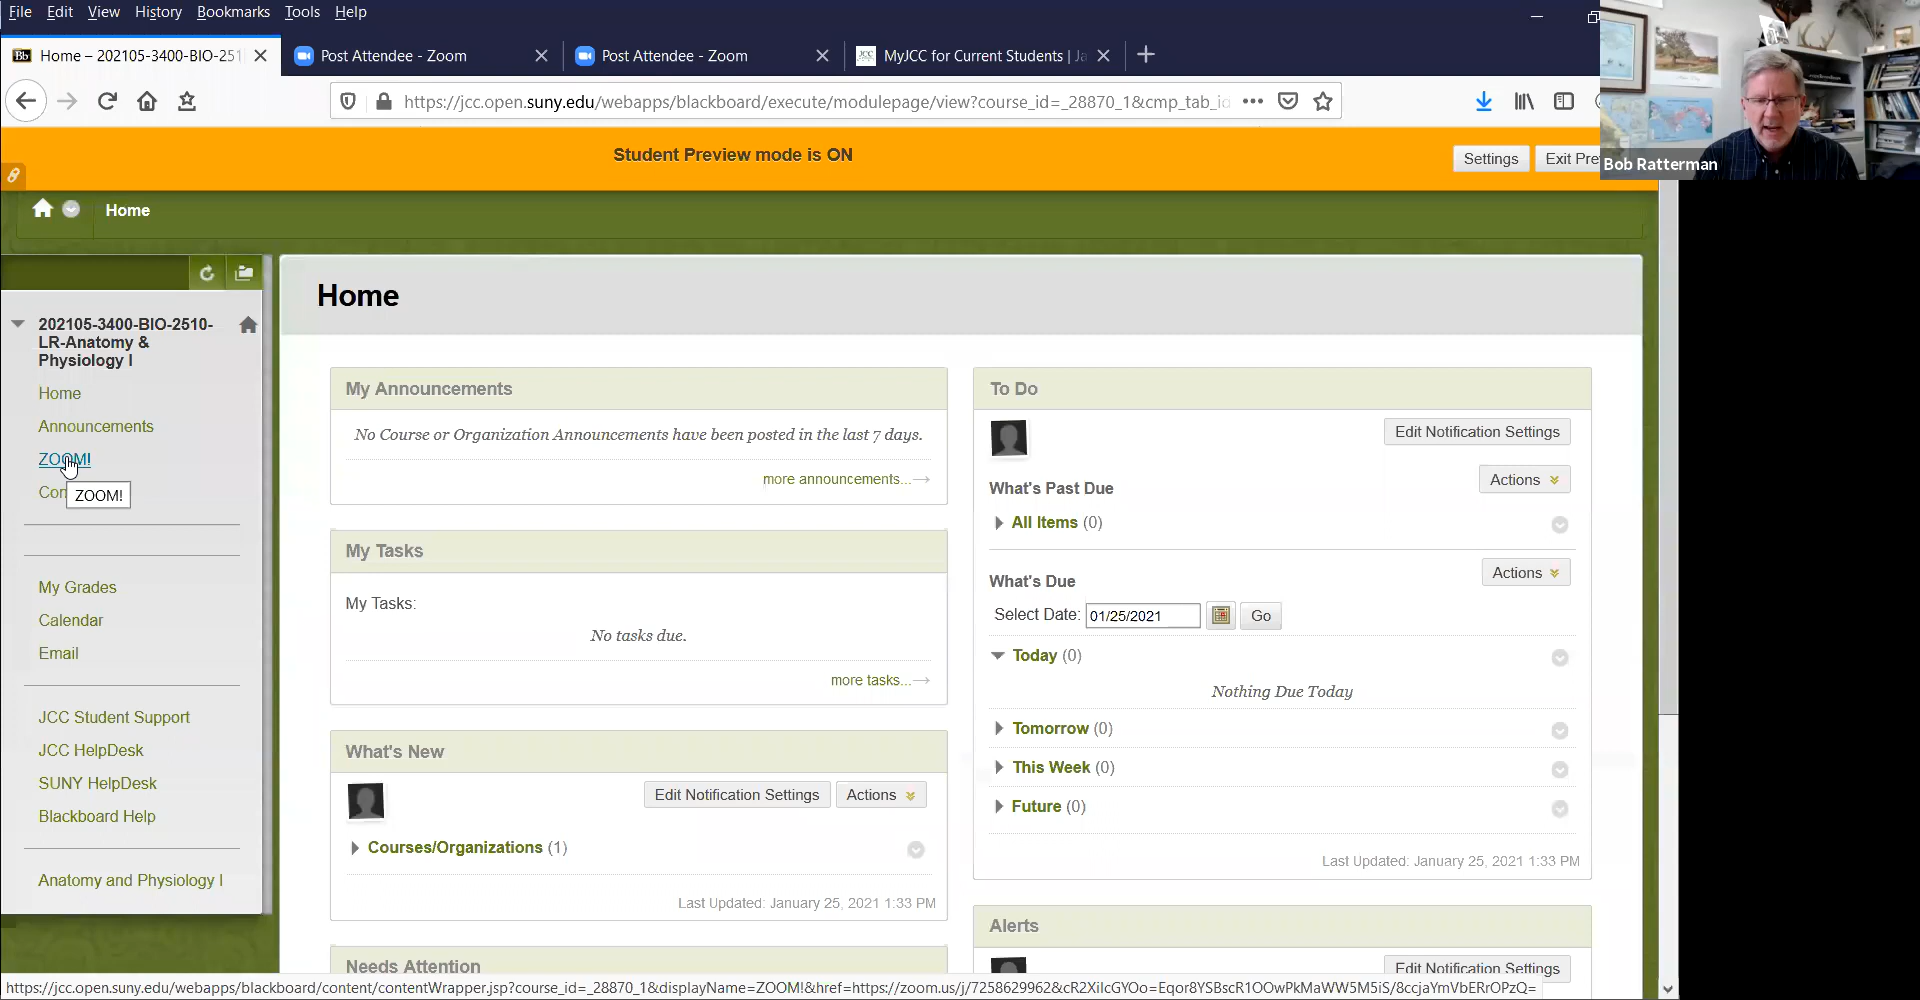 File Edit View History Bookmarks Tools Help
Home – 202105-3400-BIO-251
Post Attendee - Zoom
Post Attendee - Zoom
MyJCC for Current Students | Ja
https://jcc.open.suny.edu/webapps/blackboard/execute/modulepage/view?course_id=_28870_1&cmp_tab_id
Bob Ratterman
Student Preview mode is ON
Settings
Exit Pre
Home
202105-3400-BIO-2510-
LR-Anatomy &
Physiology I
Home
Announcements
ZOOM!
Con
ZOOM!
My Grades
Calendar
Email
JCC Student Support
JCC HelpDesk
SUNY HelpDesk
Blackboard Help
Anatomy and Physiology I
Home
My Announcements
No Course or Organization Announcements have been posted in the last 7 days.
more announcements...
My Tasks
My Tasks:
No tasks due.
more tasks...
What's New
Edit Notification Settings
Actions
Courses/Organizations (1)
Last Updated: January 25, 2021 1:33 PM
Needs Attention
To Do
Edit Notification Settings
Actions
What's Past Due
All Items (0)
Actions
What's Due
Select Date: 01/25/2021 Go
Today (0)
Nothing Due Today
Tomorrow (0)
This Week (0)
Future (0)
Last Updated: January 25, 2021 1:33 PM
Alerts
Edit Notification Settings
https://jcc.open.suny.edu/webapps/blackboard/content/contentWrapper.jsp?course_id=_28870_1&displayName=ZOOM!&href=https://zoom.us/j/7258629962&cR2XiIcGYOo=Eqor8YSBscR1OOwPkMaWW5M5iS/8ccjaYmVbERrOPzQ=